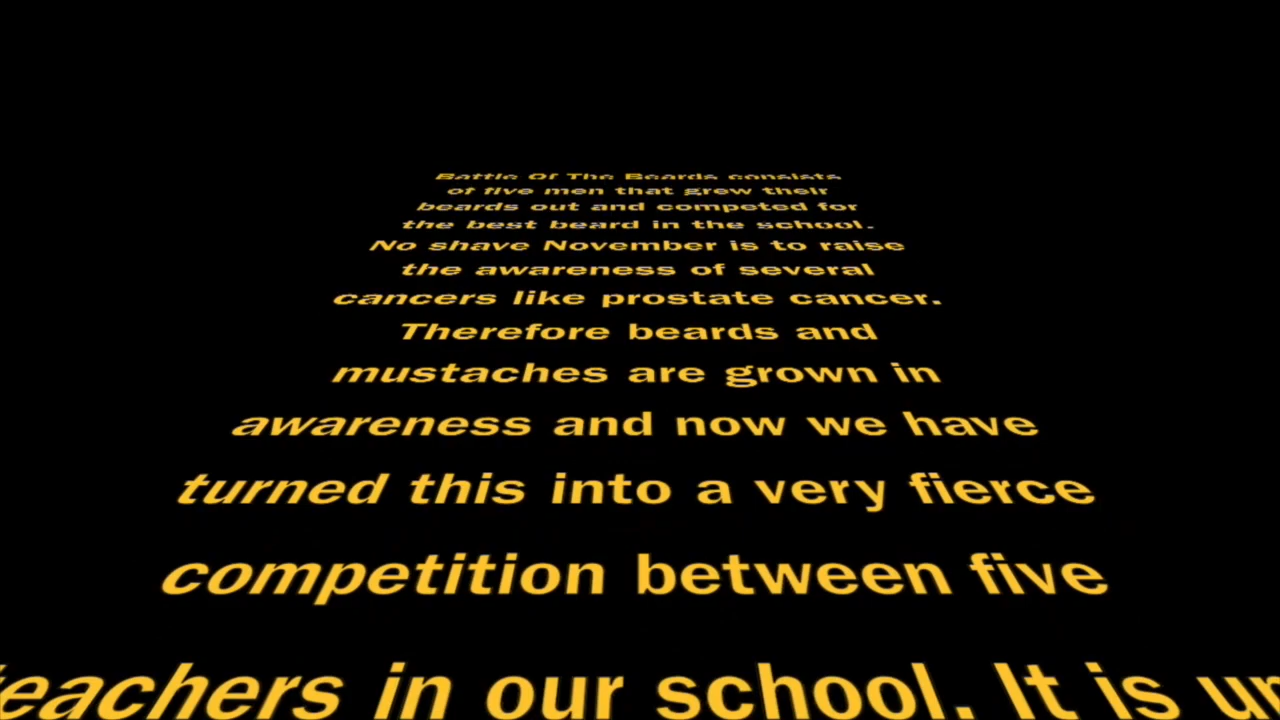 Battle Of The Beards consists
of five men that grew their
beards out and competed for
the best beard in the school.
No shave November is to raise
the awareness of several
cancers like prostate cancer.
Therefore beards and
mustaches are grown in
awareness and now we have
turned this into a very fierce
competition between five
teachers in our school. It is